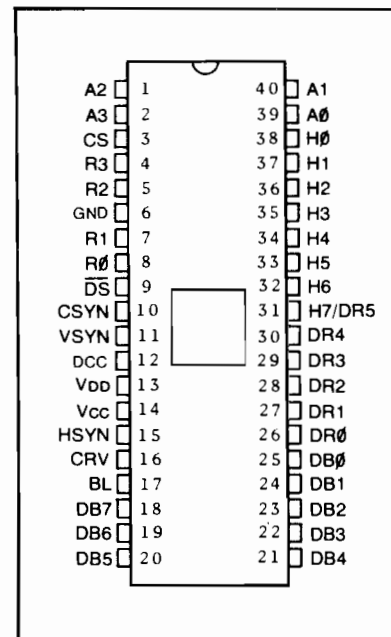 A2 1 40 A1
A3 2 39 AØ
CS 3 38 HØ
R3 4 37 H1
R2 5 36 H2
GND 6 35 H3
R1 7 34 H4
RØ 8 33 H5
D̅S̅ 9 32 H6
CSYN 10 31 H7/DR5
VSYN 11 30 DR4
DCC 12 29 DR3
VDD 13 28 DR2
VCC 14 27 DR1
HSYN 15 26 DRØ
CRV 16 25 DBØ
BL 17 24 DB1
DB7 18 23 DB2
DB6 19 22 DB3
DB5 20 21 DB4